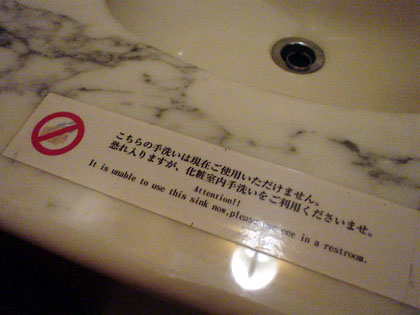 こちらの手洗いは現在ご使用いただけません。
恐れ入りますが、化粧室内手洗いをご利用くださいませ。
Attention!!
It is unable to use this sink now,please use one in a restroom.